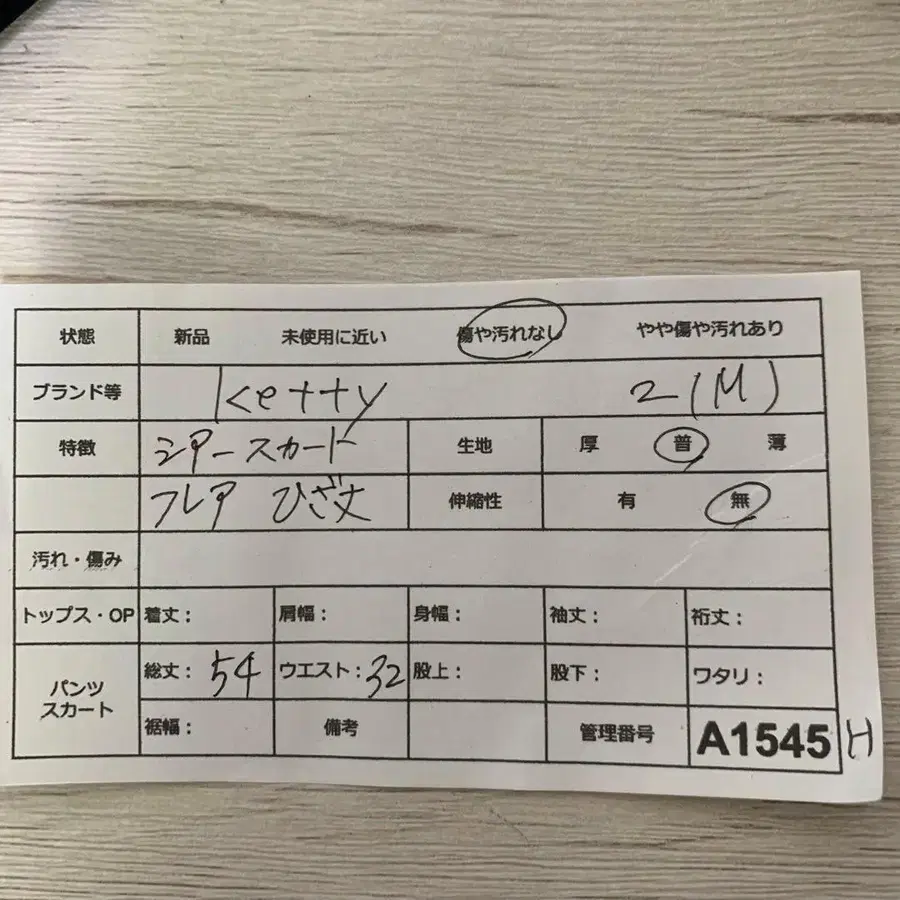 状態 新品 未使用に近い 傷や汚れなし やや傷や汚れあり
ブランド等 ketty 2(M)
特徴 シアースカート 生地 厚 普 薄
フレア ひざ丈 伸縮性 有 無
汚れ・傷み
トップス・OP 着丈: 肩幅: 身幅: 袖丈: 裄丈:
パンツ スカート 総丈: 54 ウエスト: 32 股上: 股下: ワタリ:
裾幅: 備考 管理番号 A1545 H